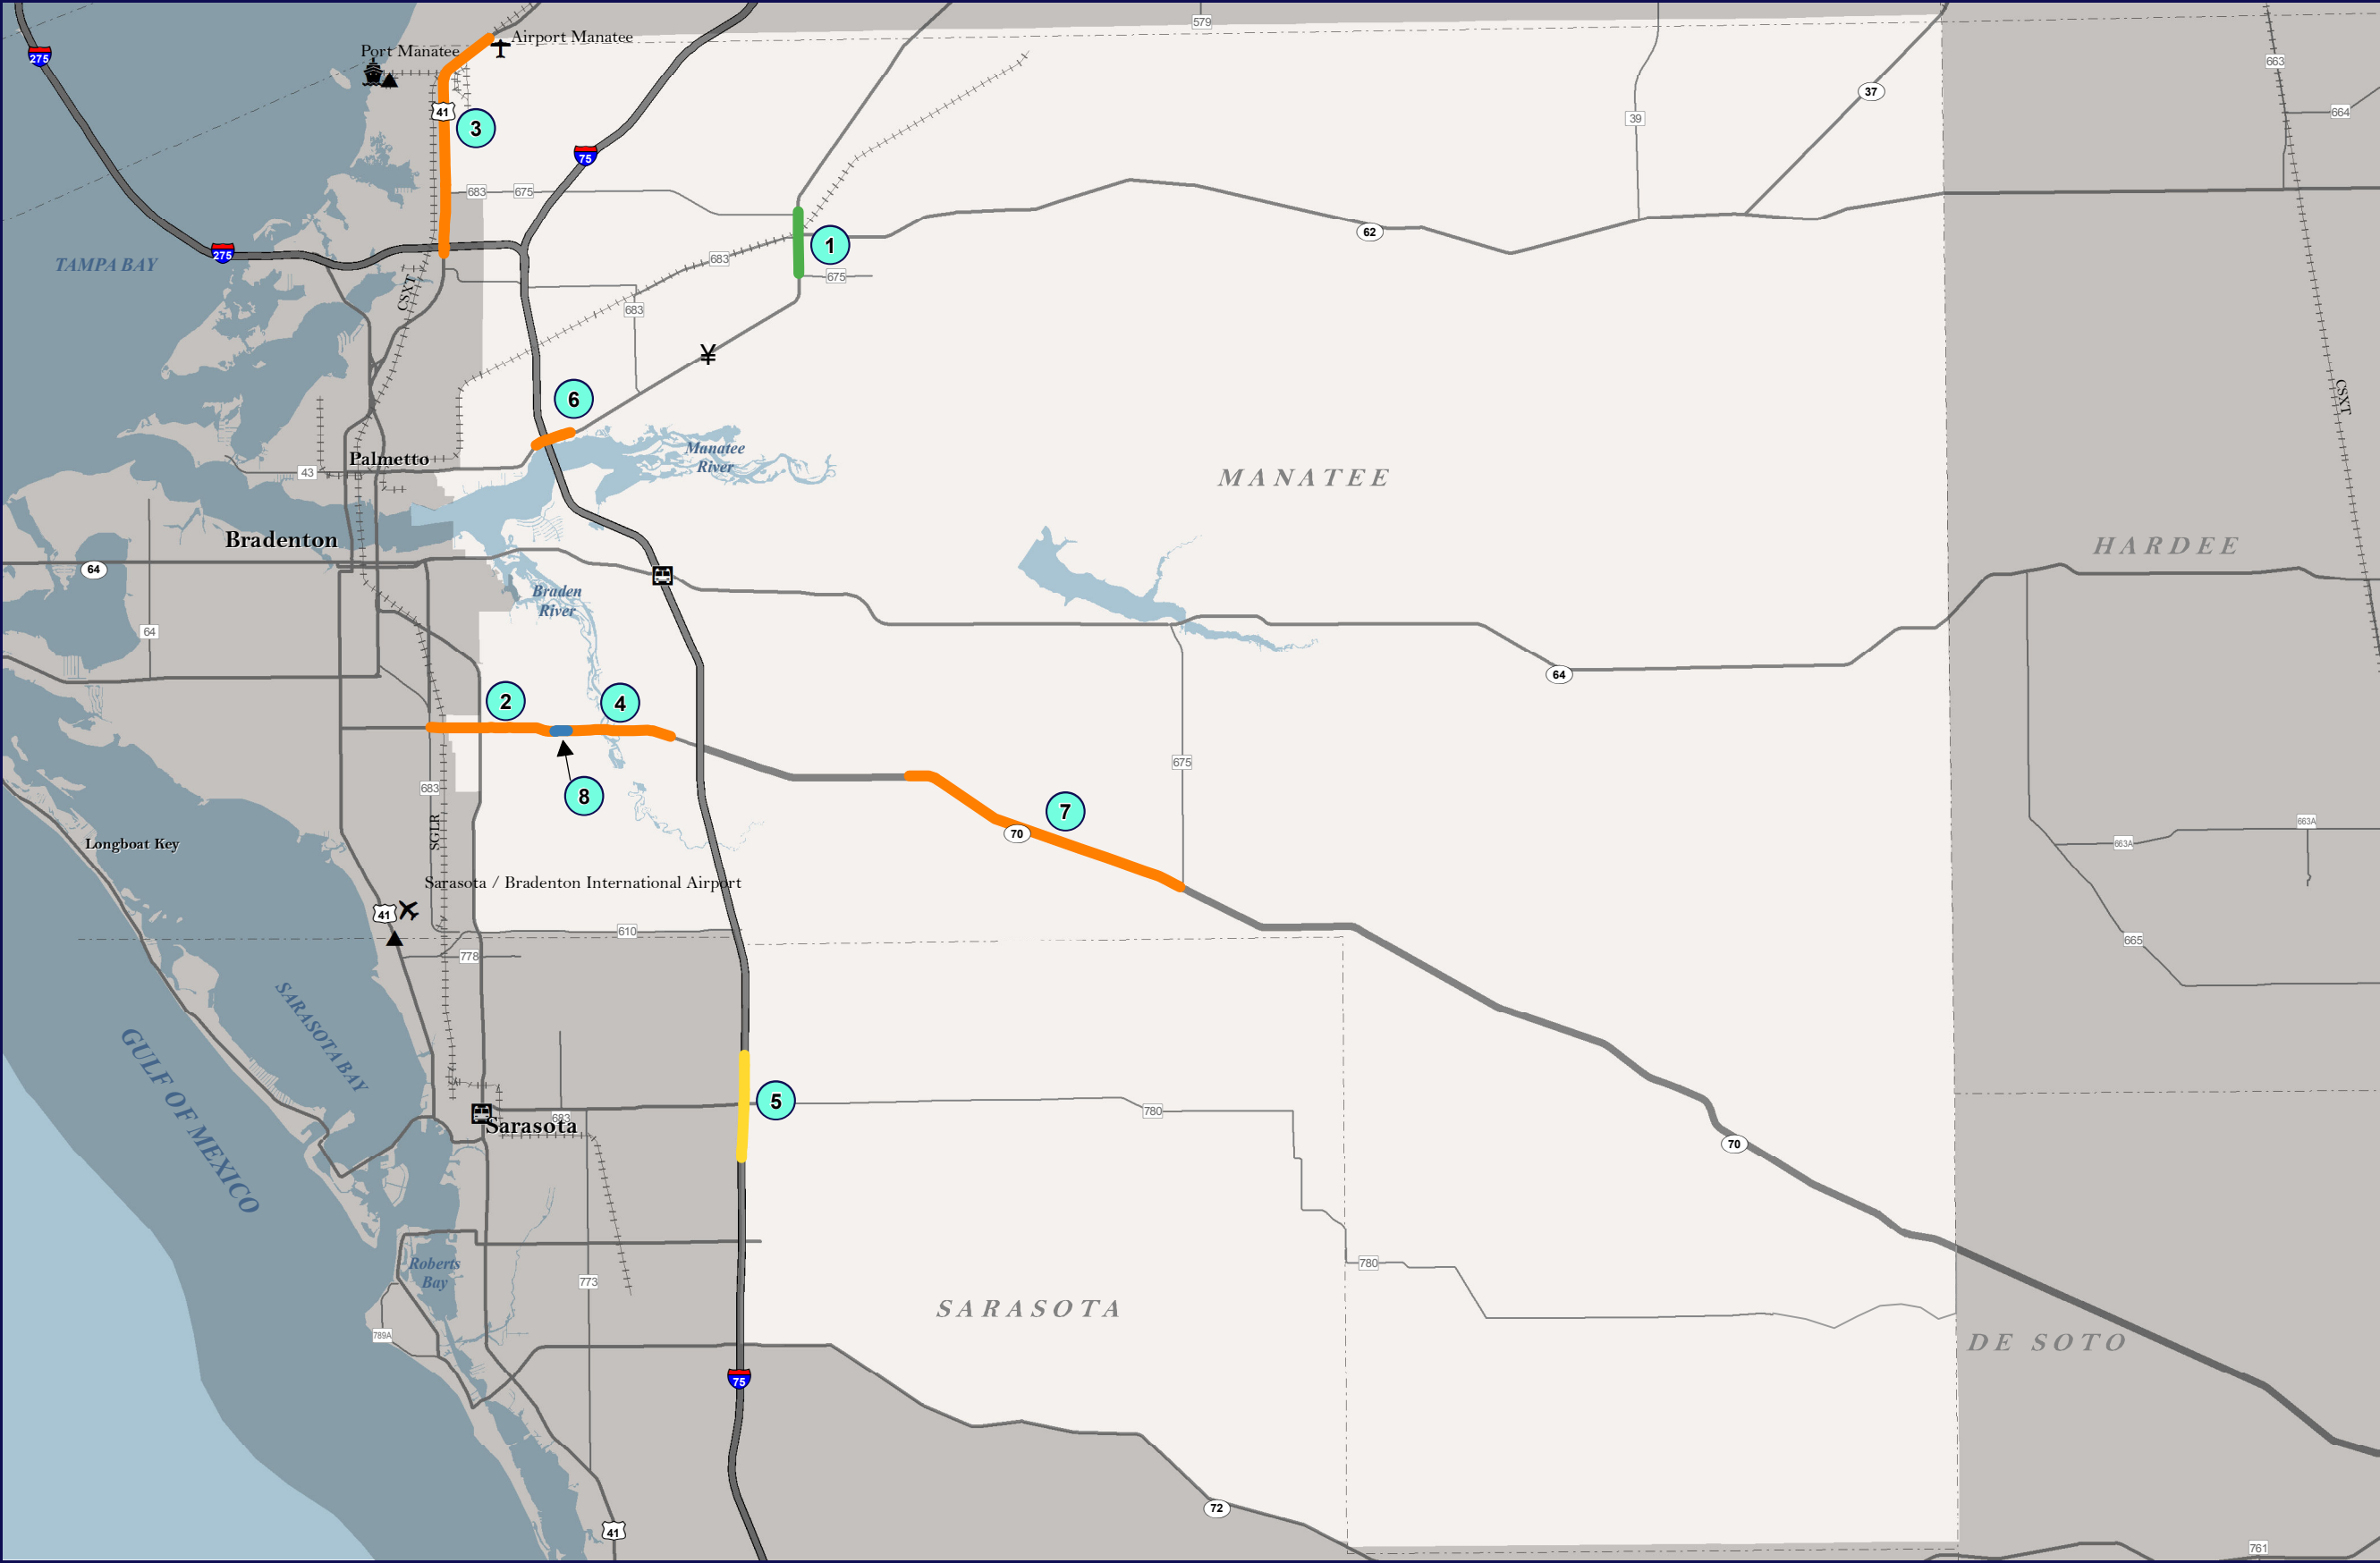 579
Airport Manatee
Port Manatee
275
663
37
664
41
39
3
75
683
675
62
1
275
TAMPA BAY
683
675
CSXT
683
¥
6
CSXT
Manatee
River
Palmetto
43
MANATEE
Bradenton
HARDEE
64
Braden
River
64
64
2
4
675
683
8
7
70
663A
SGLR
Longboat Key
663A
Sarasota / Bradenton International Airport
41
610
665
778
SARASOTA BAY
GULF OF MEXICO
5
780
683
Sarasota
70
Roberts
Bay
780
773
SARASOTA
789A
DE SOTO
75
72
41
761